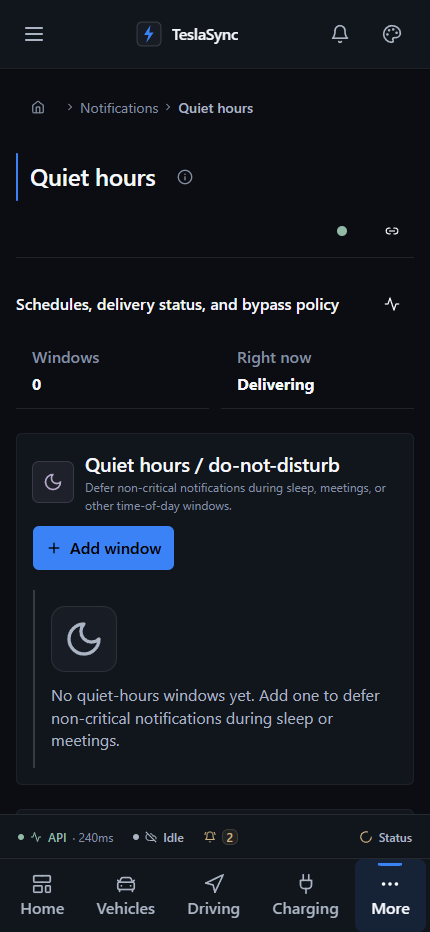 TeslaSync
Notifications
Quiet hours
Quiet hours
Schedules, delivery status, and bypass policy
Windows
0
Right now
Delivering
Quiet hours / do-not-disturb
Defer non-critical notifications during sleep, meetings, or
other time-of-day windows.
+ Add window
No quiet-hours windows yet. Add one to defer
non-critical notifications during sleep or
meetings.
API · 240ms
Idle
2
Status
Home
Vehicles
Driving
Charging
More